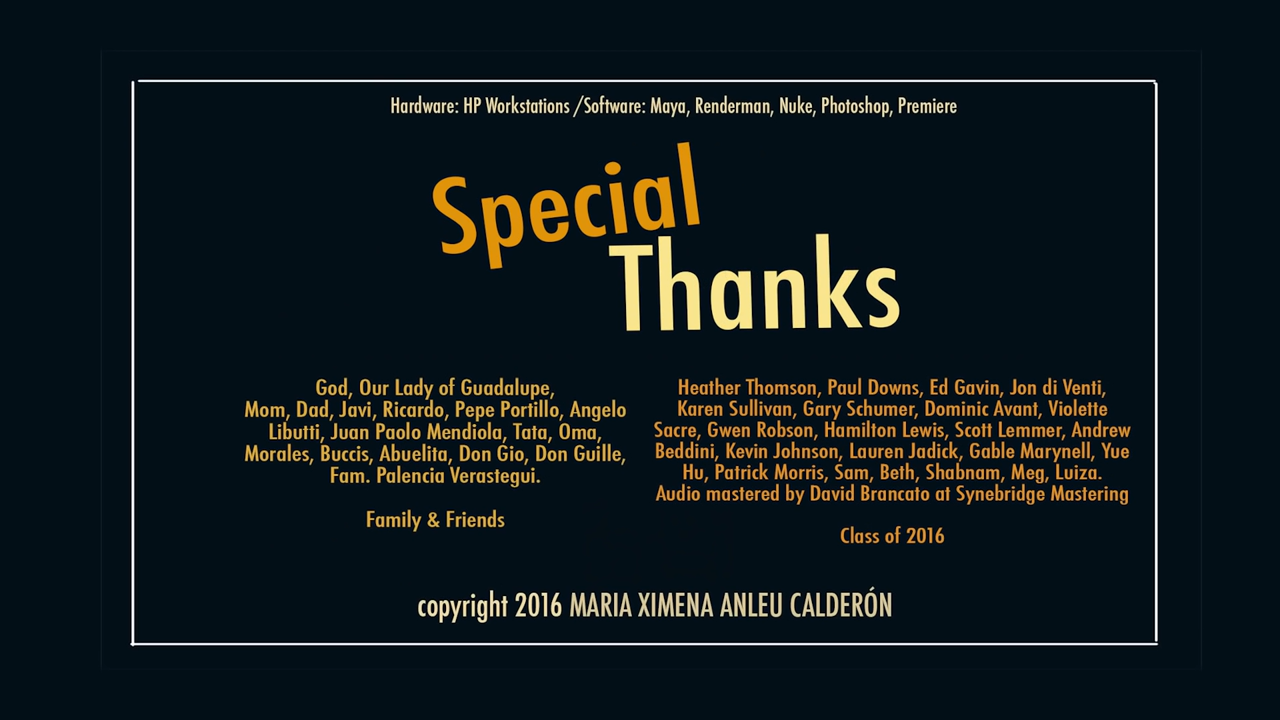 Hardware: HP Workstations /Software: Maya, Renderman, Nuke, Photoshop, Premiere
Special
Thanks
God, Our Lady of Guadalupe,
Mom, Dad, Javi, Ricardo, Pepe Portillo, Angelo
Libutti, Juan Paolo Mendiola, Tata, Oma,
Morales, Buccis, Abuelita, Don Gio, Don Guille,
Fam. Palencia Verastegui.
Family & Friends
Heather Thomson, Paul Downs, Ed Gavin, Jon di Venti,
Karen Sullivan, Gary Schumer, Dominic Avant, Violette
Sacre, Gwen Robson, Hamilton Lewis, Scott Lemmer, Andrew
Beddini, Kevin Johnson, Lauren Jadick, Gable Marynell, Yue
Hu, Patrick Morris, Sam, Beth, Shabnam, Meg, Luiza.
Audio mastered by David Brancato at Synebridge Mastering
Class of 2016
copyright 2016 MARIA XIMENA ANLEU CALDERÓN